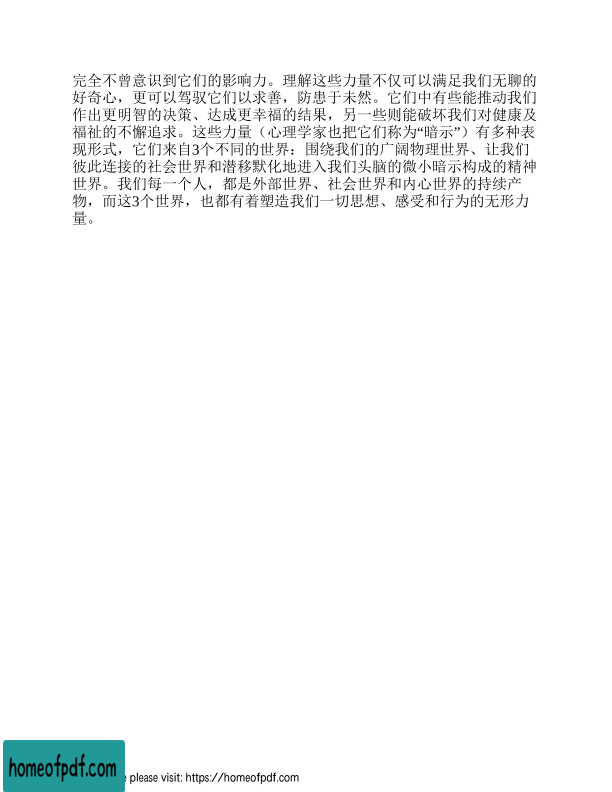 完全不曾意识到它们的影响力。理解这些力量不仅可以满足我们无聊的
好奇心，更可以驾驭它们以求善，防患于未然。它们中有些能推动我们
作出更明智的决策、达成更幸福的结果，另一些则能破坏我们对健康及
福祉的不懈追求。这些力量（心理学家也把它们称为“暗示”）有多种表
现形式，它们来自3个不同的世界：围绕我们的广阔物理世界、让我们
彼此连接的社会世界和潜移默化地进入我们头脑的微小暗示构成的精神
世界。我们每一个人，都是外部世界、社会世界和内心世界的持续产
物，而这3个世界，也都有着塑造我们一切思想、感受和行为的无形力
量。
homeofpdf.com
please visit: https://homeofpdf.com